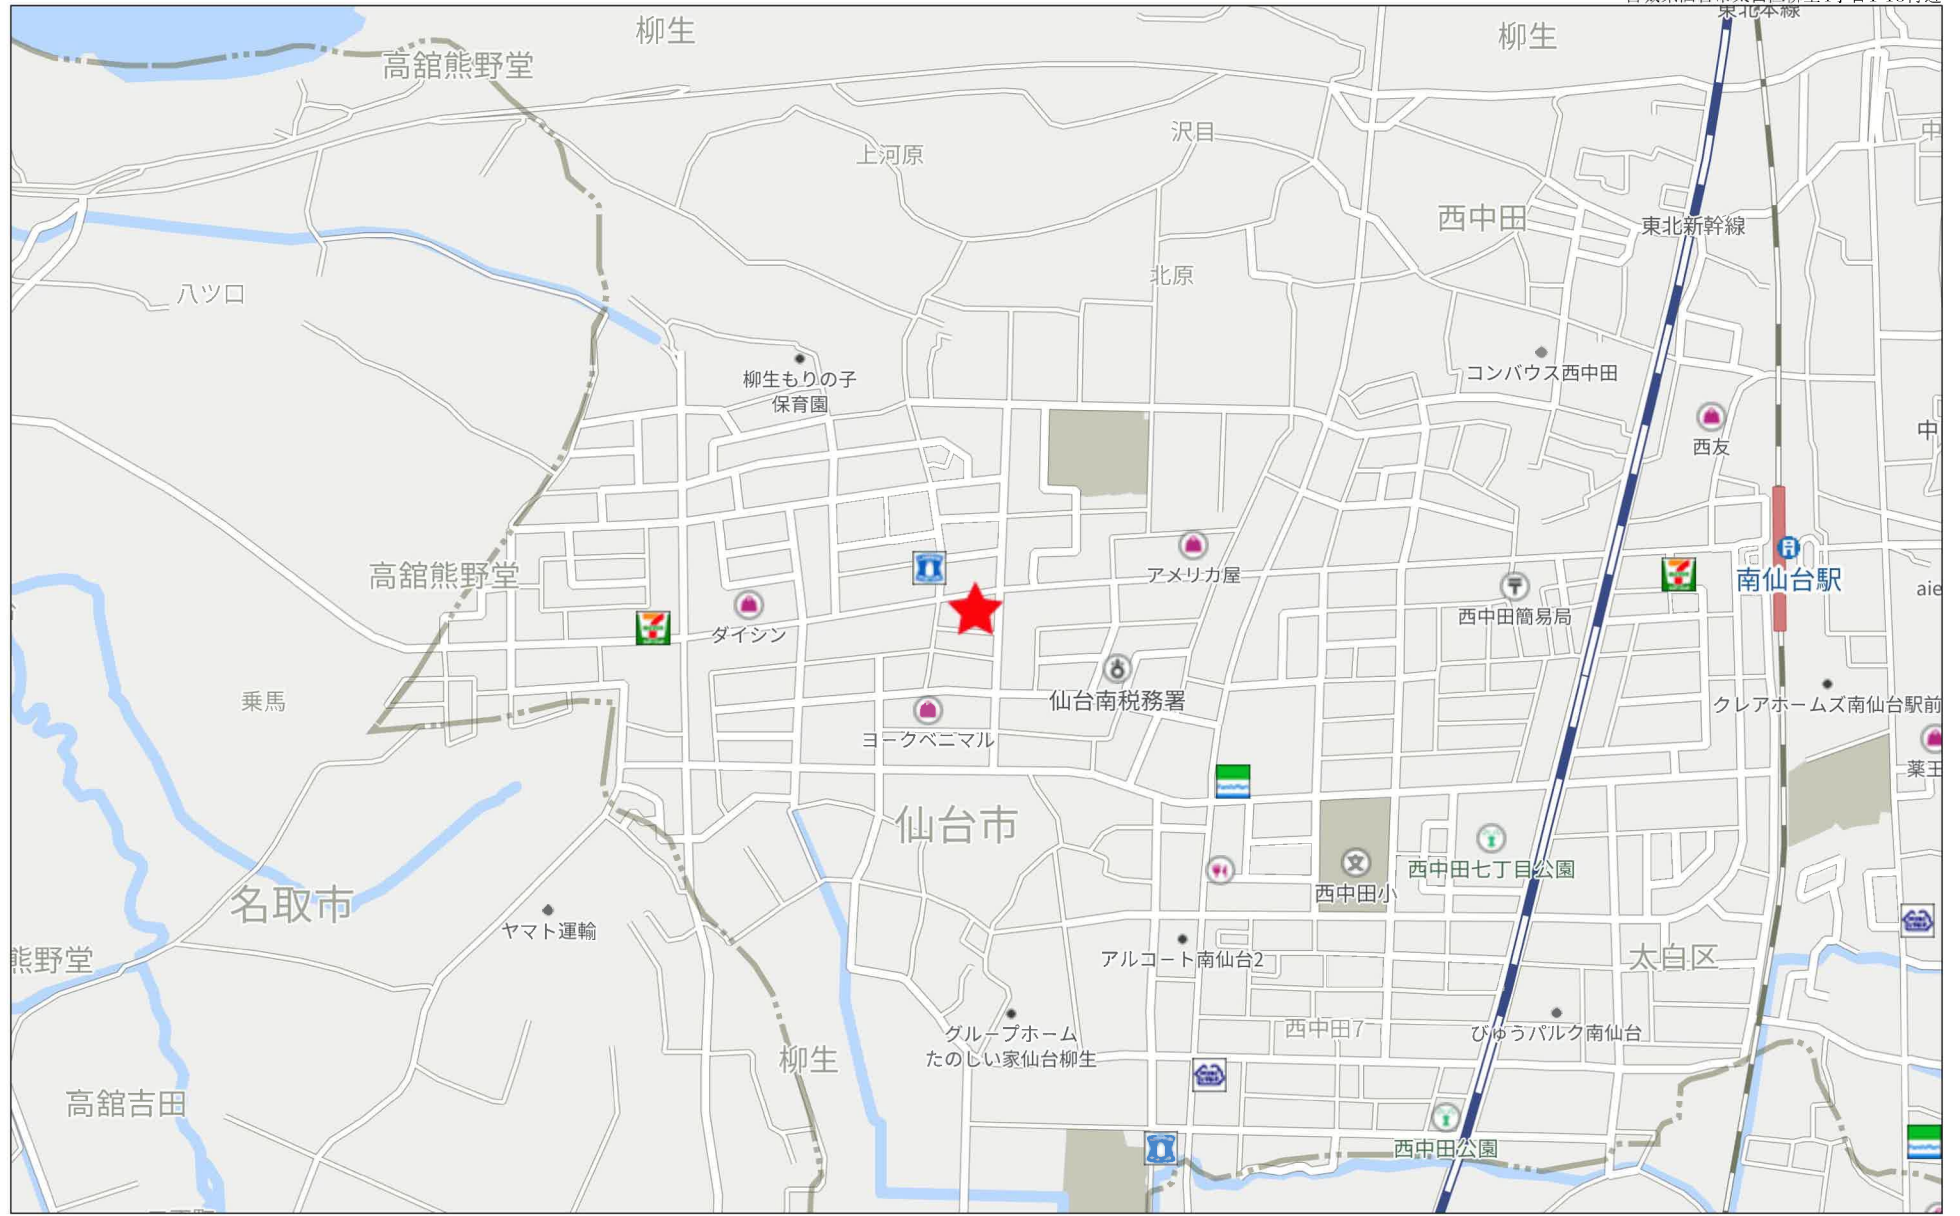 東北本線
柳生
柳生
高舘熊野堂
沢目
上河原
中
西中田
東北新幹線
北原
八ツ口
柳生もりの子
保育園
コンバウス西中田
西友
中
高舘熊野堂
アメリカ屋
南仙台駅
aie
西中田簡易局
ダイシン
乗馬
仙台南税務署
クレアホームズ南仙台駅前
ヨークベニマル
薬王
仙台市
西中田七丁目公園
西中田小
名取市
ヤマト運輸
熊野堂
アルコート南仙台2
太白区
西中田7
びゅうパルク南仙台
グループホーム
たのしい家仙台柳生
柳生
高舘吉田
西中田公園